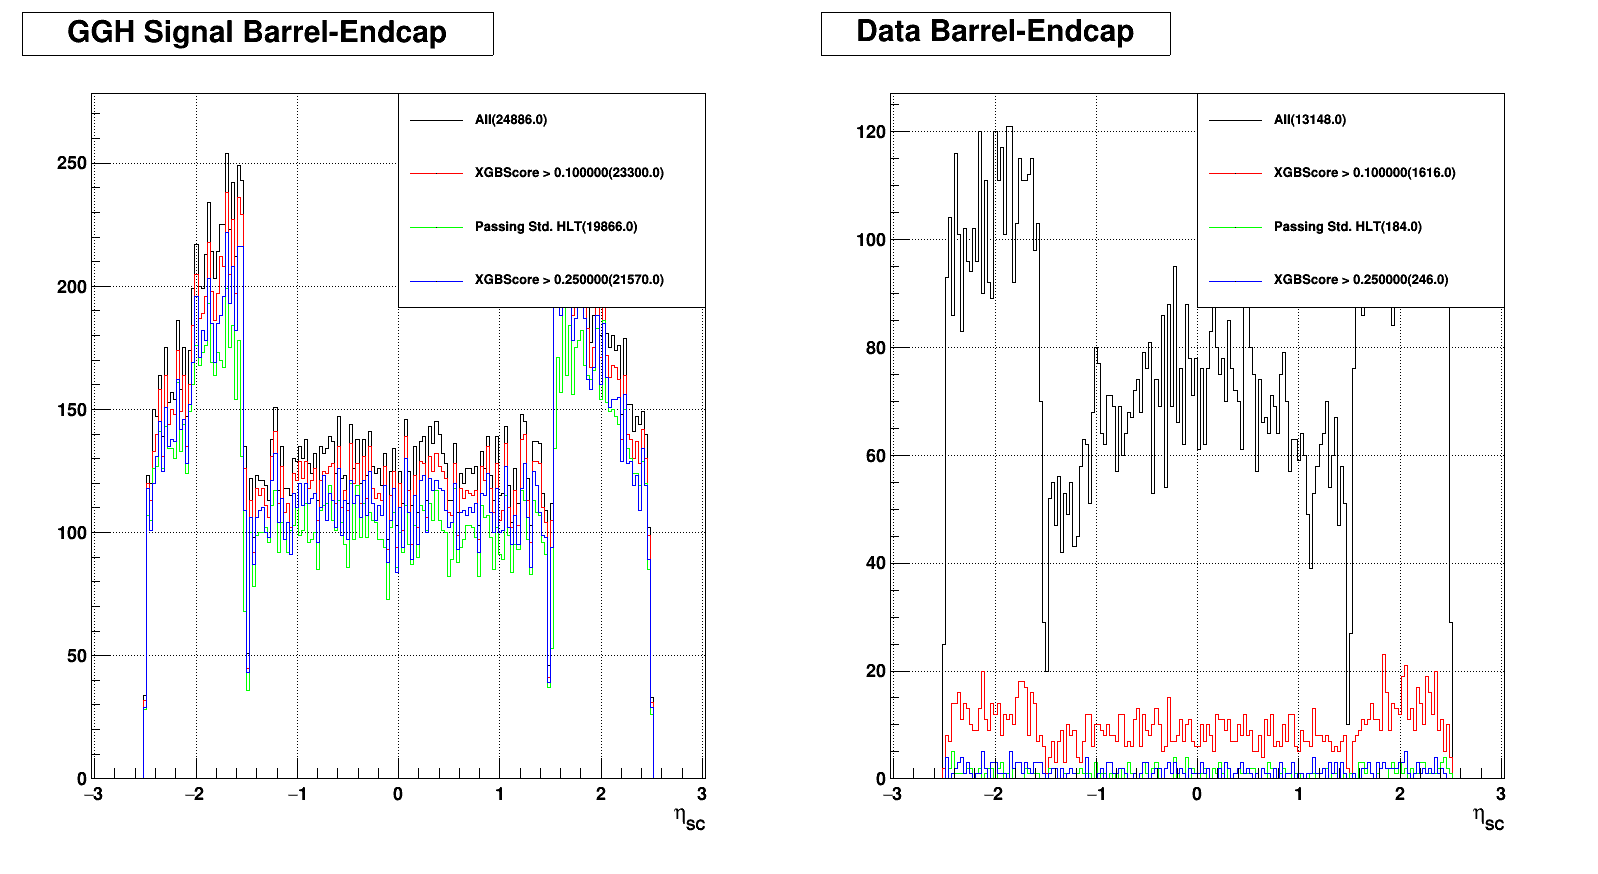 GGH Signal Barrel-Endcap
All(24886.0)
XGBScore > 0.100000(23300.0)
Passing Std. HLT(19866.0)
XGBScore > 0.250000(21570.0)
250
200
150
100
50
0
−3 −2 −1 0 1 2 3
ηSC
Data Barrel-Endcap
All(13148.0)
XGBScore > 0.100000(1616.0)
Passing Std. HLT(184.0)
XGBScore > 0.250000(246.0)
120
100
80
60
40
20
0
−3 −2 −1 0 1 2 3
ηSC